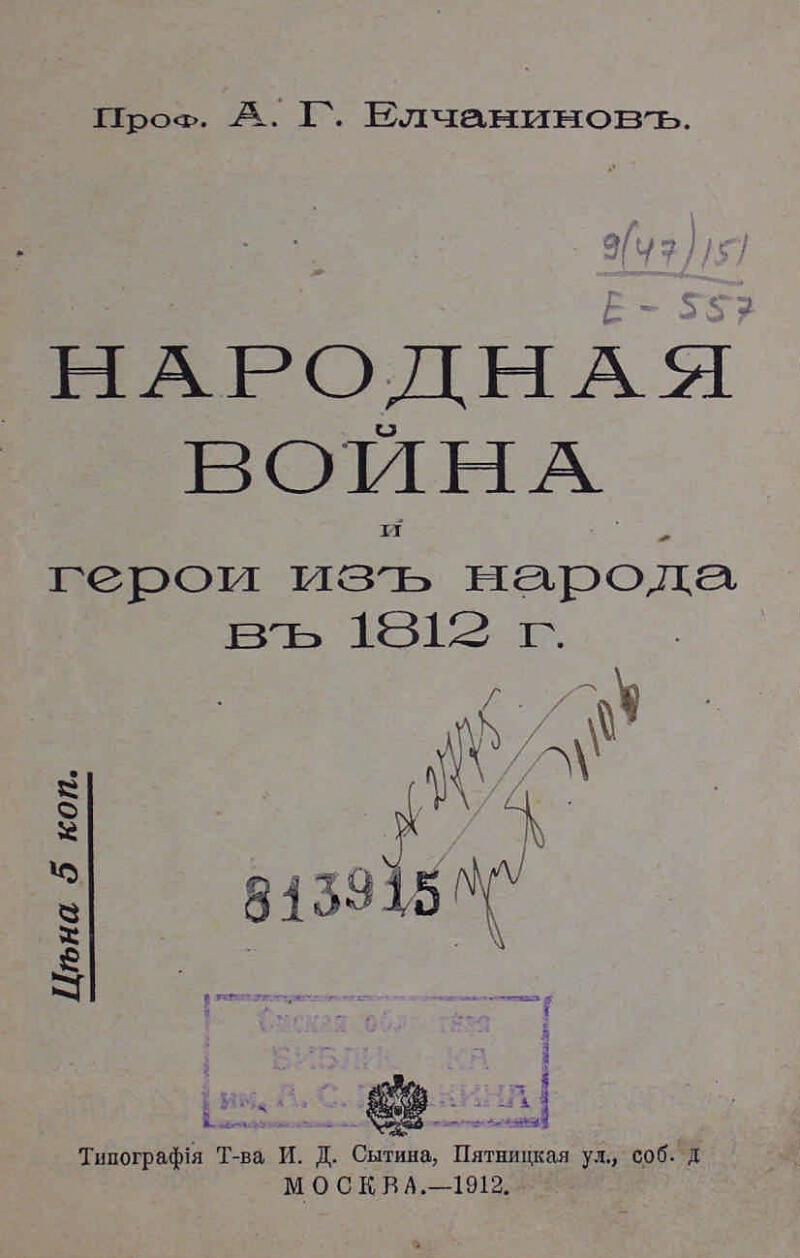 Проф. А. Г. Елчаниновъ.
9(47)151
Е-557
НАРОДНАЯ
ВОЙНА
и
герои изъ народа
въ 1812 г.
Цѣна 5 коп.
813915
Типографія Т-ва И. Д. Сытина, Пятницкая ул., соб. д
МОСКВА.—1912.